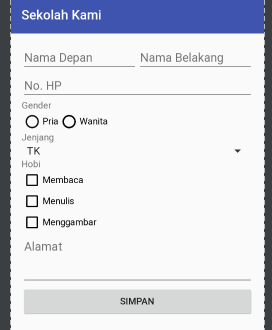 Sekolah Kami
Nama Depan Nama Belakang
No. HP
Gender
Pria Wanita
Jenjang
TK
Hobi
Membaca
Menulis
Menggambar
Alamat
SIMPAN